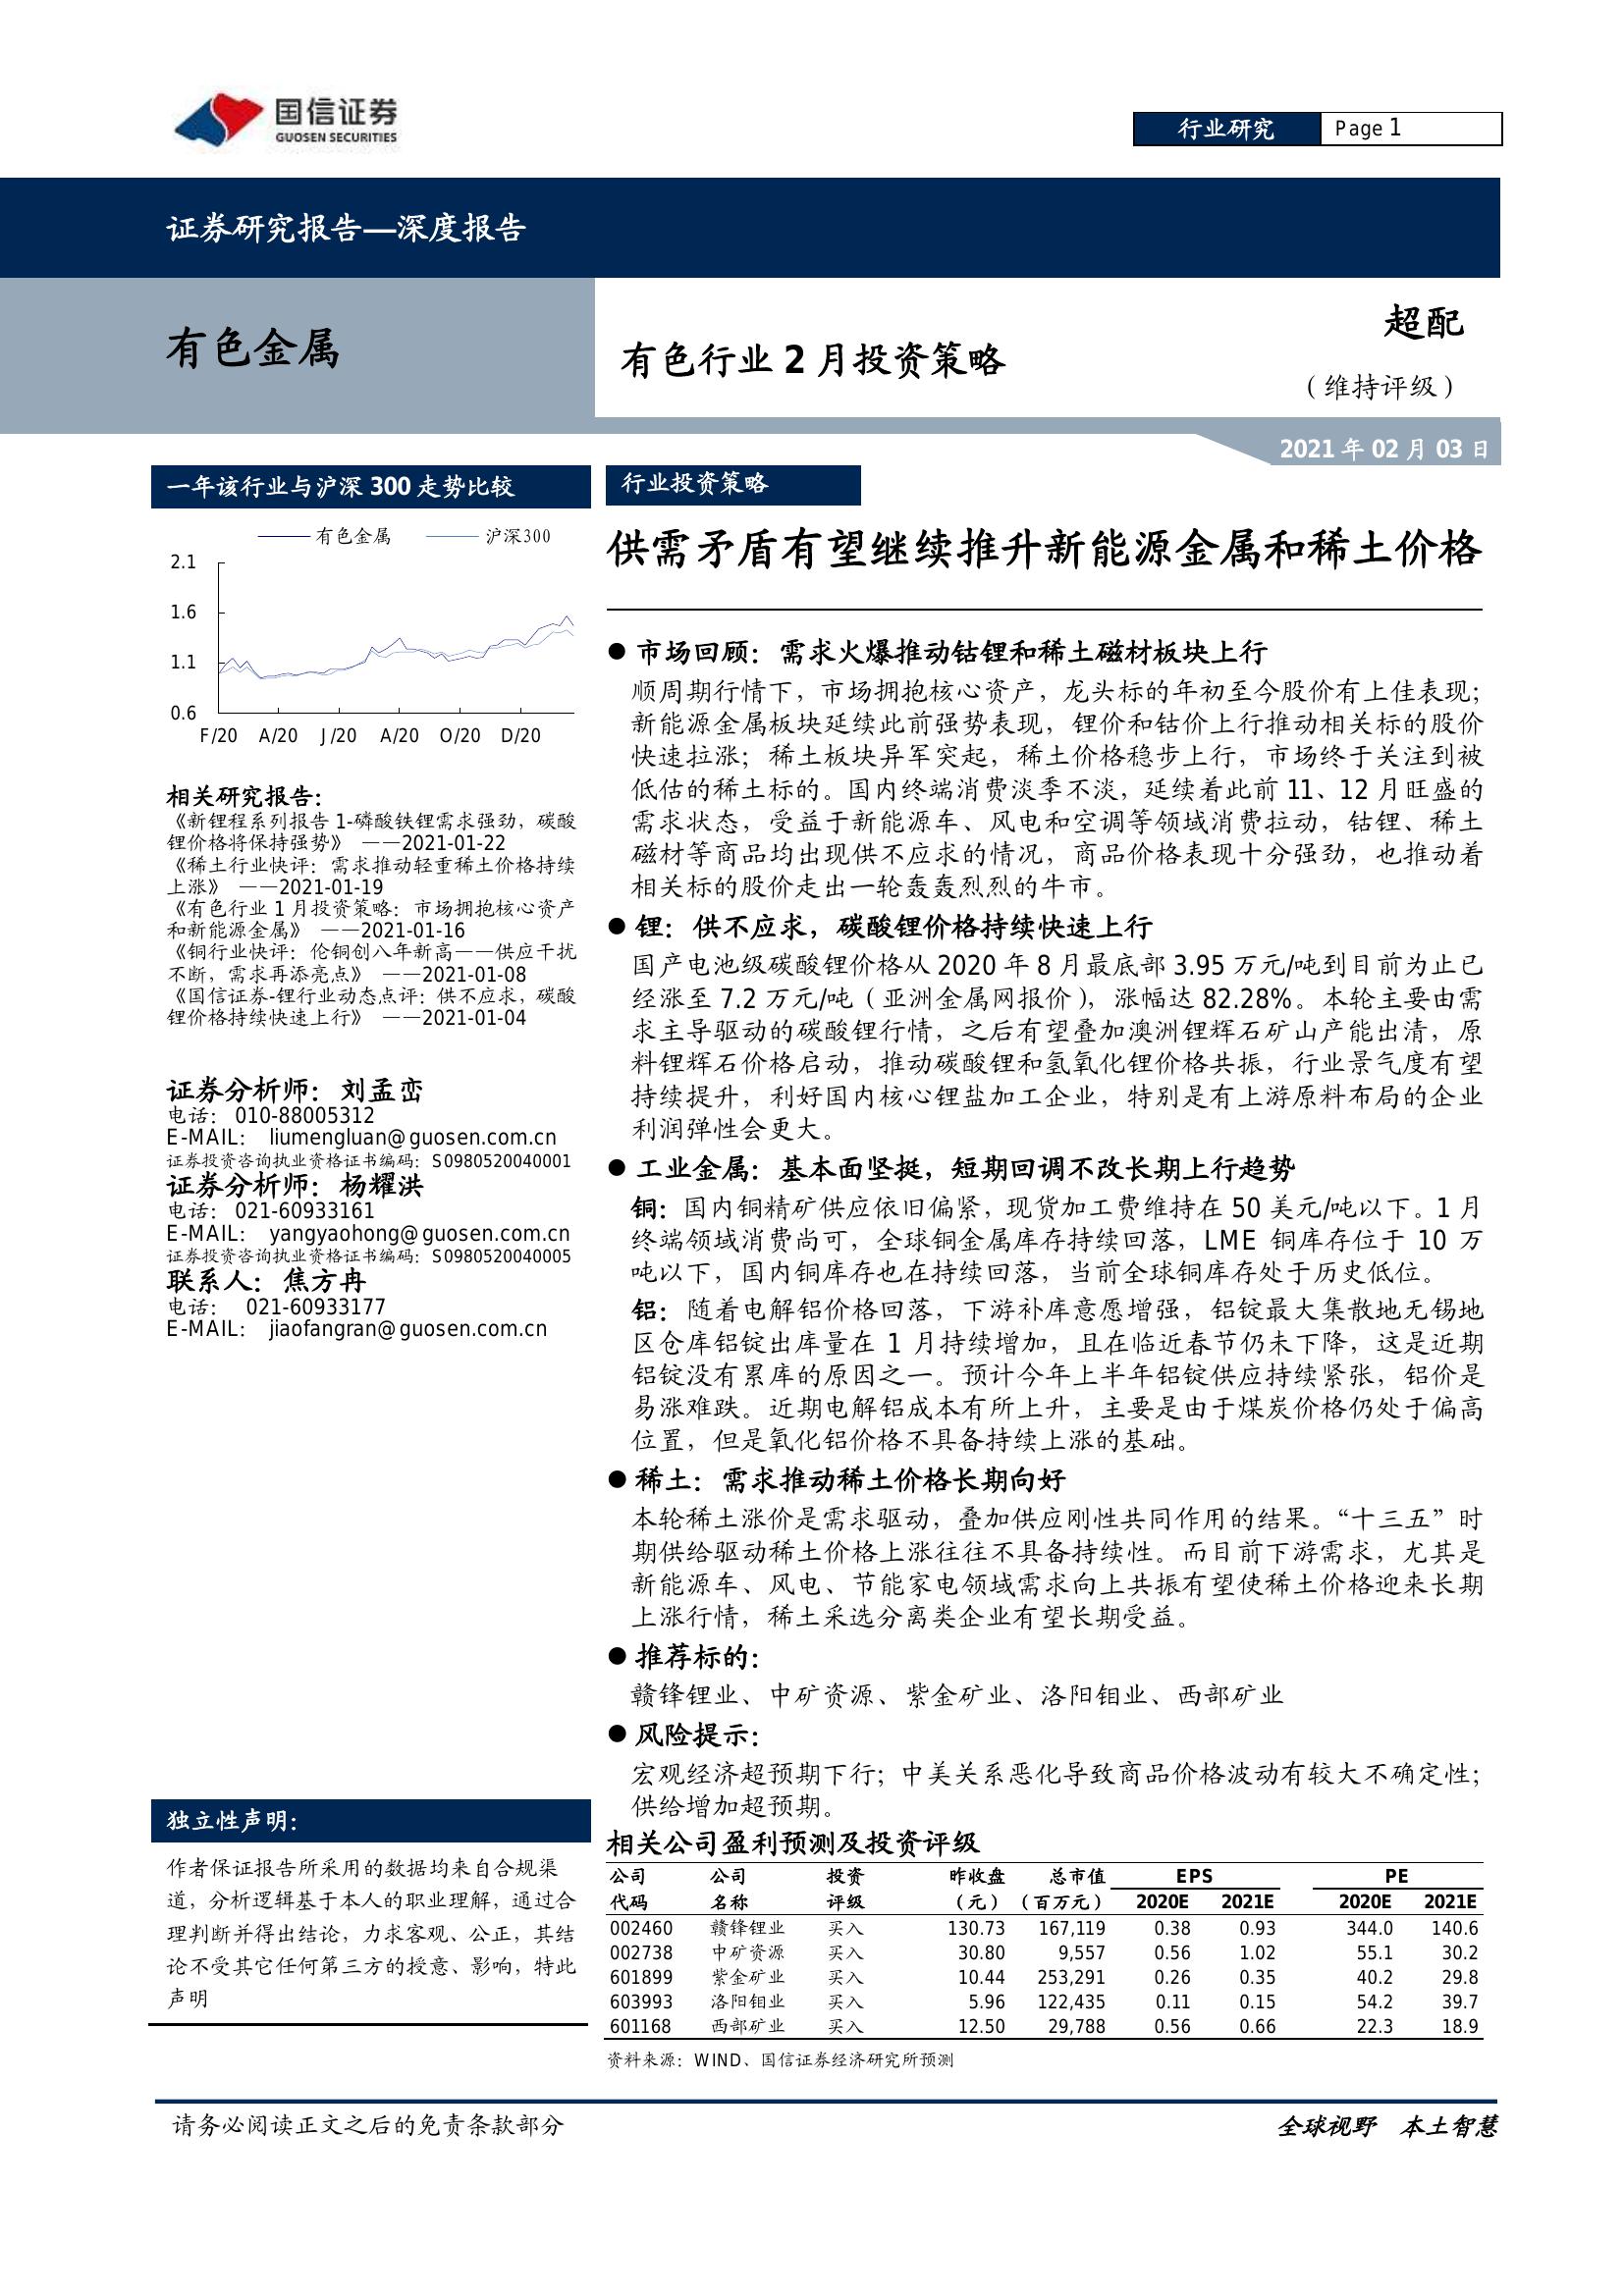 国信证券
GUOSEN SECURITIES
行业研究 Page 1
证券研究报告—深度报告
有色金属
有色行业 2 月投资策略
超配
（维持评级）
2021 年 02 月 03 日
一年该行业与沪深 300 走势比较
有色金属 沪深300
2.1
1.6
1.1
0.6
F/20 A/20 J/20 A/20 O/20 D/20
相关研究报告：
《新锂程系列报告 1-磷酸铁锂需求强劲，碳酸
锂价格将保持强势》 ——2021-01-22
《稀土行业快评：需求推动轻重稀土价格持续
上涨》 ——2021-01-19
《有色行业 1 月投资策略：市场拥抱核心资产
和新能源金属》 ——2021-01-16
《铜行业快评：伦铜创八年新高——供应干扰
不断，需求再添亮点》 ——2021-01-08
《国信证券-锂行业动态点评：供不应求，碳酸
锂价格持续快速上行》 ——2021-01-04
证券分析师：刘孟峦
电话： 010-88005312
E-MAIL： liumengluan@guosen.com.cn
证券投资咨询执业资格证书编码：S0980520040001
证券分析师：杨耀洪
电话：021-60933161
E-MAIL： yangyaohong@guosen.com.cn
证券投资咨询执业资格证书编码：S0980520040005
联系人：焦方冉
电话： 021-60933177
E-MAIL： jiaofangran@guosen.com.cn
独立性声明：
作者保证报告所采用的数据均来自合规渠
道，分析逻辑基于本人的职业理解，通过合
理判断并得出结论，力求客观、公正，其结
论不受其它任何第三方的授意、影响，特此
声明
行业投资策略
供需矛盾有望继续推升新能源金属和稀土价格
● 市场回顾：需求火爆推动钴锂和稀土磁材板块上行
顺周期行情下，市场拥抱核心资产，龙头标的年初至今股价有上佳表现；
新能源金属板块延续此前强势表现，锂价和钴价上行推动相关标的股价
快速拉涨；稀土板块异军突起，稀土价格稳步上行，市场终于关注到被
低估的稀土标的。国内终端消费淡季不淡，延续着此前 11、12 月旺盛的
需求状态，受益于新能源车、风电和空调等领域消费拉动，钴锂、稀土
磁材等商品均出现供不应求的情况，商品价格表现十分强劲，也推动着
相关标的股价走出一轮轰轰烈烈的牛市。
● 锂：供不应求，碳酸锂价格持续快速上行
国产电池级碳酸锂价格从 2020 年 8 月最底部 3.95 万元/吨到目前为止已
经涨至 7.2 万元/吨（亚洲金属网报价），涨幅达 82.28%。本轮主要由需
求主导驱动的碳酸锂行情，之后有望叠加澳洲锂辉石矿山产能出清，原
料锂辉石价格启动，推动碳酸锂和氢氧化锂价格共振，行业景气度有望
持续提升，利好国内核心锂盐加工企业，特别是有上游原料布局的企业
利润弹性会更大。
● 工业金属：基本面坚挺，短期回调不改长期上行趋势
铜：国内铜精矿供应依旧偏紧，现货加工费维持在 50 美元/吨以下。1 月
终端领域消费尚可，全球铜金属库存持续回落，LME 铜库存位于 10 万
吨以下，国内铜库存也在持续回落，当前全球铜库存处于历史低位。
铝：随着电解铝价格回落，下游补库意愿增强，铝锭最大集散地无锡地
区仓库铝锭出库量在 1 月持续增加，且在临近春节仍未下降，这是近期
铝锭没有累库的原因之一。预计今年上半年铝锭供应持续紧张，铝价是
易涨难跌。近期电解铝成本有所上升，主要是由于煤炭价格仍处于偏高
位置，但是氧化铝价格不具备持续上涨的基础。
● 稀土：需求推动稀土价格长期向好
本轮稀土涨价是需求驱动，叠加供应刚性共同作用的结果。“十三五”时
期供给驱动稀土价格上涨往往不具备持续性。而目前下游需求，尤其是
新能源车、风电、节能家电领域需求向上共振有望使稀土价格迎来长期
上涨行情，稀土采选分离类企业有望长期受益。
● 推荐标的：
赣锋锂业、中矿资源、紫金矿业、洛阳钼业、西部矿业
● 风险提示：
宏观经济超预期下行；中美关系恶化导致商品价格波动有较大不确定性；
供给增加超预期。
相关公司盈利预测及投资评级
公司 公司 投资 昨收盘 总市值 EPS PE
代码 名称 评级 （元） （百万元） 2020E 2021E 2020E 2021E
002460 赣锋锂业 买入 130.73 167,119 0.38 0.93 344.0 140.6
002738 中矿资源 买入 30.80 9,557 0.56 1.02 55.1 30.2
601899 紫金矿业 买入 10.44 253,291 0.26 0.35 40.2 29.8
603993 洛阳钼业 买入 5.96 122,435 0.11 0.15 54.2 39.7
601168 西部矿业 买入 12.50 29,788 0.56 0.66 22.3 18.9
资料来源：WIND、国信证券经济研究所预测
请务必阅读正文之后的免责条款部分
全球视野 本土智慧